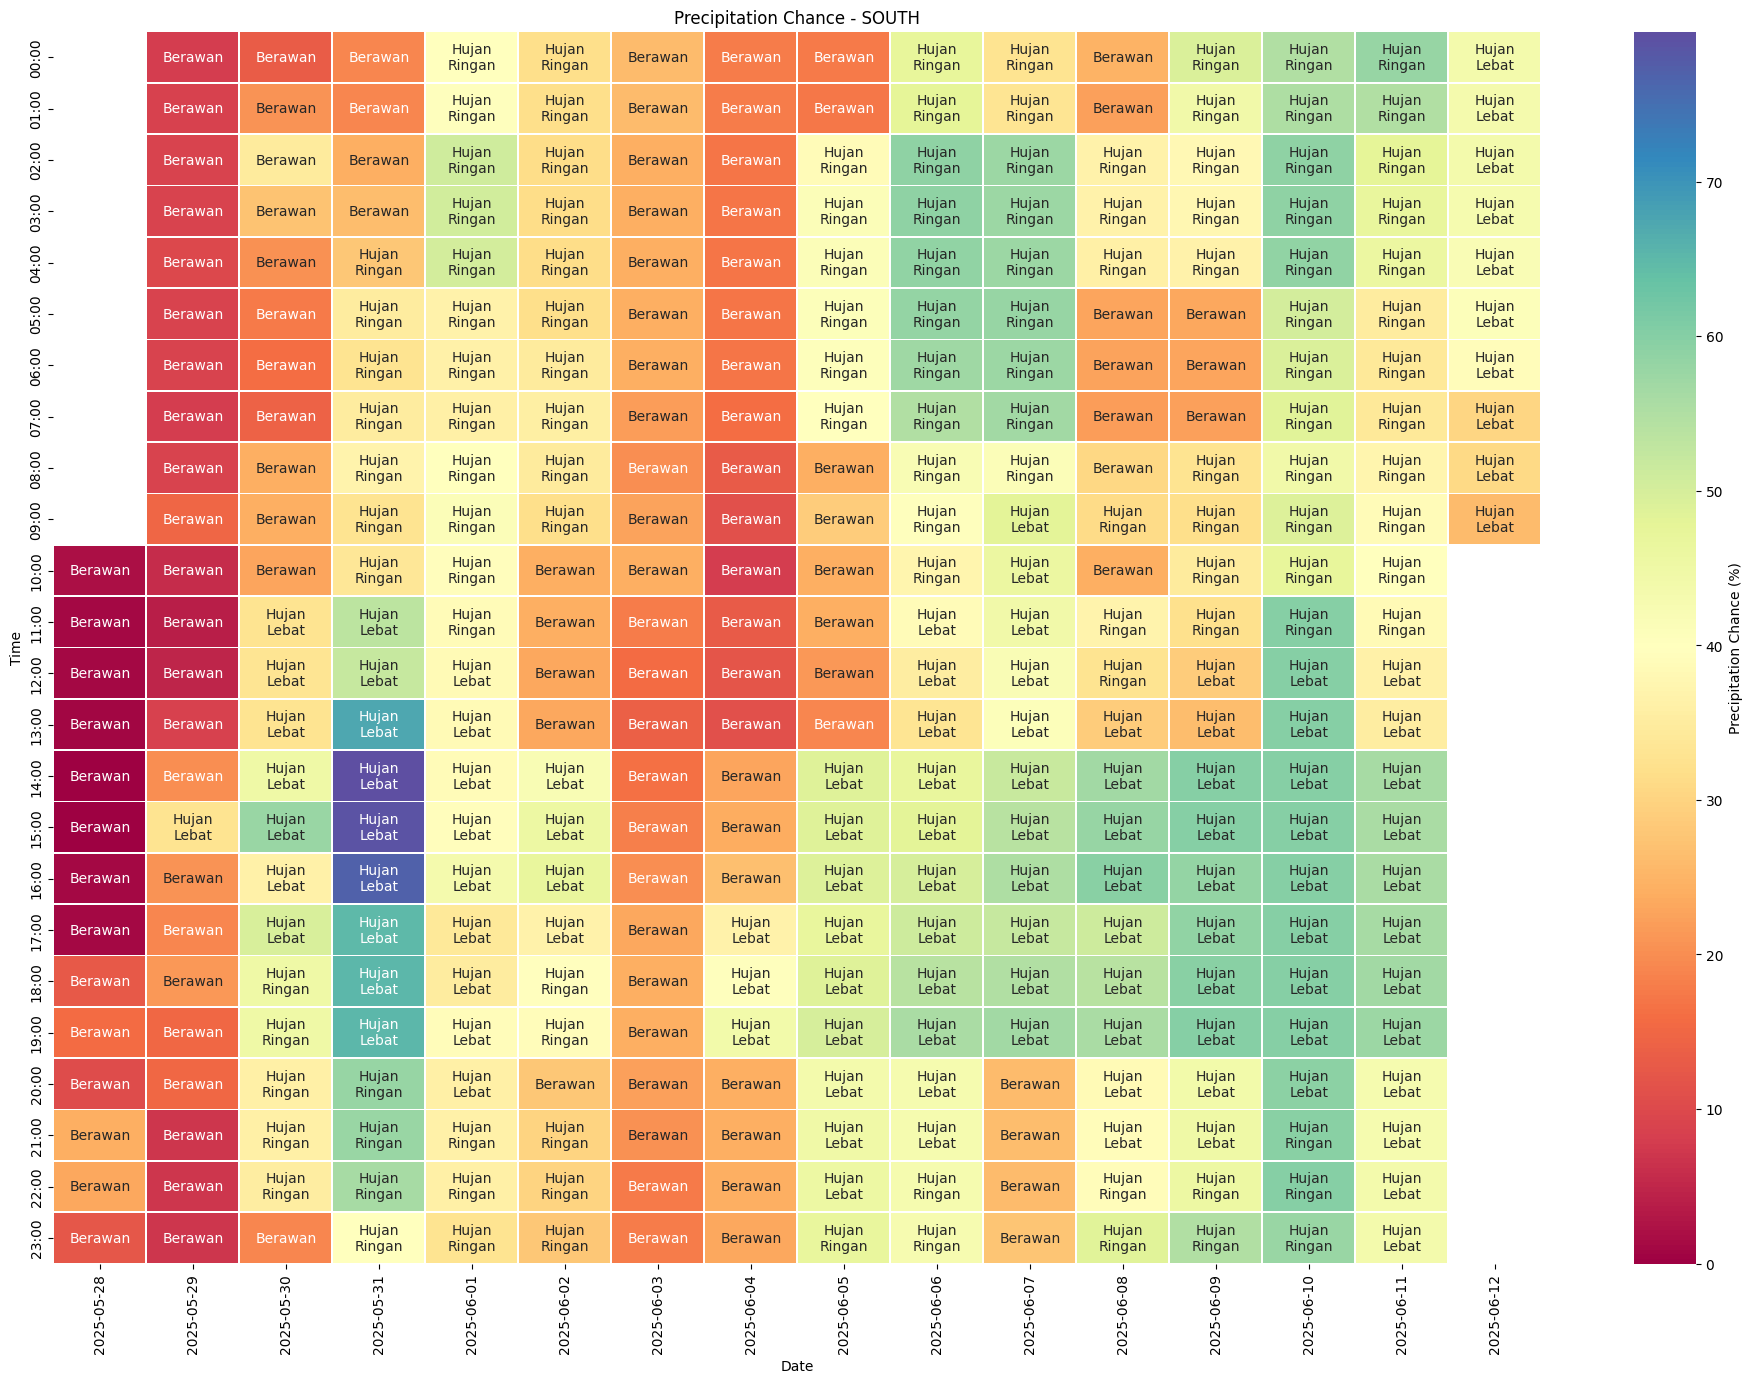 Precipitation Chance - SOUTH
00:00 Berawan Berawan Berawan Hujan Ringan Hujan Ringan Berawan Berawan Berawan Hujan Ringan Hujan Ringan Berawan Hujan Ringan Hujan Ringan Hujan Ringan Hujan Lebat
01:00 Berawan Berawan Berawan Hujan Ringan Hujan Ringan Berawan Berawan Berawan Hujan Ringan Hujan Ringan Berawan Hujan Ringan Hujan Ringan Hujan Ringan Hujan Lebat
02:00 Berawan Berawan Berawan Hujan Ringan Hujan Ringan Berawan Berawan Hujan Ringan Hujan Ringan Hujan Ringan Hujan Ringan Hujan Ringan Hujan Ringan Hujan Ringan Hujan Lebat
03:00 Berawan Berawan Berawan Hujan Ringan Hujan Ringan Berawan Berawan Hujan Ringan Hujan Ringan Hujan Ringan Hujan Ringan Hujan Ringan Hujan Ringan Hujan Ringan Hujan Lebat
04:00 Berawan Berawan Hujan Ringan Hujan Ringan Hujan Ringan Berawan Berawan Hujan Ringan Hujan Ringan Hujan Ringan Hujan Ringan Hujan Ringan Hujan Ringan Hujan Ringan Hujan Lebat
05:00 Berawan Berawan Hujan Ringan Hujan Ringan Hujan Ringan Berawan Berawan Hujan Ringan Hujan Ringan Hujan Ringan Berawan Berawan Hujan Ringan Hujan Ringan Hujan Lebat
06:00 Berawan Berawan Hujan Ringan Hujan Ringan Hujan Ringan Berawan Berawan Hujan Ringan Hujan Ringan Hujan Ringan Berawan Berawan Hujan Ringan Hujan Ringan Hujan Lebat
07:00 Berawan Berawan Hujan Ringan Hujan Ringan Hujan Ringan Berawan Berawan Hujan Ringan Hujan Ringan Hujan Ringan Berawan Berawan Hujan Ringan Hujan Ringan Hujan Lebat
08:00 Berawan Berawan Hujan Ringan Hujan Ringan Hujan Ringan Berawan Berawan Berawan Hujan Ringan Hujan Ringan Berawan Hujan Ringan Hujan Ringan Hujan Ringan Hujan Lebat
09:00 Berawan Berawan Hujan Ringan Hujan Ringan Hujan Ringan Berawan Berawan Berawan Hujan Ringan Hujan Lebat Hujan Ringan Hujan Ringan Hujan Ringan Hujan Ringan Hujan Lebat
10:00 Berawan Berawan Berawan Hujan Ringan Hujan Ringan Berawan Berawan Berawan Berawan Hujan Ringan Hujan Lebat Berawan Hujan Ringan Hujan Ringan Hujan Ringan
11:00 Berawan Berawan Hujan Lebat Hujan Lebat Hujan Ringan Berawan Berawan Berawan Berawan Hujan Lebat Hujan Lebat Hujan Ringan Hujan Ringan Hujan Ringan Hujan Ringan
12:00 Berawan Berawan Hujan Lebat Hujan Lebat Hujan Lebat Berawan Berawan Berawan Berawan Hujan Lebat Hujan Lebat Hujan Ringan Hujan Lebat Hujan Lebat Hujan Lebat
13:00 Berawan Berawan Hujan Lebat Hujan Lebat Hujan Lebat Berawan Berawan Berawan Berawan Hujan Lebat Hujan Lebat Hujan Lebat Hujan Lebat Hujan Lebat Hujan Lebat
14:00 Berawan Berawan Hujan Lebat Hujan Lebat Hujan Lebat Hujan Lebat Berawan Berawan Hujan Lebat Hujan Lebat Hujan Lebat Hujan Lebat Hujan Lebat Hujan Lebat Hujan Lebat
15:00 Berawan Hujan Lebat Hujan Lebat Hujan Lebat Hujan Lebat Hujan Lebat Berawan Berawan Hujan Lebat Hujan Lebat Hujan Lebat Hujan Lebat Hujan Lebat Hujan Lebat Hujan Lebat
16:00 Berawan Berawan Hujan Lebat Hujan Lebat Hujan Lebat Hujan Lebat Berawan Berawan Hujan Lebat Hujan Lebat Hujan Lebat Hujan Lebat Hujan Lebat Hujan Lebat Hujan Lebat
17:00 Berawan Berawan Hujan Lebat Hujan Lebat Hujan Lebat Hujan Lebat Berawan Hujan Lebat Hujan Lebat Hujan Lebat Hujan Lebat Hujan Lebat Hujan Lebat Hujan Lebat Hujan Lebat
18:00 Berawan Berawan Hujan Ringan Hujan Lebat Hujan Lebat Hujan Ringan Berawan Hujan Lebat Hujan Lebat Hujan Lebat Hujan Lebat Hujan Lebat Hujan Lebat Hujan Lebat Hujan Lebat
19:00 Berawan Berawan Hujan Ringan Hujan Lebat Hujan Lebat Hujan Ringan Berawan Hujan Lebat Hujan Lebat Hujan Lebat Hujan Lebat Hujan Lebat Hujan Lebat Hujan Lebat Hujan Lebat
20:00 Berawan Berawan Hujan Ringan Hujan Ringan Hujan Lebat Berawan Berawan Berawan Hujan Lebat Hujan Lebat Berawan Hujan Lebat Hujan Lebat Hujan Lebat Hujan Lebat
21:00 Berawan Berawan Hujan Ringan Hujan Ringan Hujan Ringan Hujan Ringan Berawan Berawan Hujan Lebat Hujan Lebat Berawan Hujan Lebat Hujan Lebat Hujan Ringan Hujan Lebat
22:00 Berawan Berawan Hujan Ringan Hujan Ringan Hujan Ringan Hujan Ringan Berawan Berawan Hujan Lebat Hujan Ringan Berawan Hujan Ringan Hujan Ringan Hujan Ringan Hujan Lebat
23:00 Berawan Berawan Berawan Hujan Ringan Hujan Ringan Hujan Ringan Berawan Berawan Hujan Ringan Hujan Ringan Berawan Hujan Ringan Hujan Ringan Hujan Ringan Hujan Lebat
Time
2025-05-28 2025-05-29 2025-05-30 2025-05-31 2025-06-01 2025-06-02 2025-06-03 2025-06-04 2025-06-05 2025-06-06 2025-06-07 2025-06-08 2025-06-09 2025-06-10 2025-06-11 2025-06-12
Date
70
60
50
40
30
20
10
0
Precipitation Chance (%)